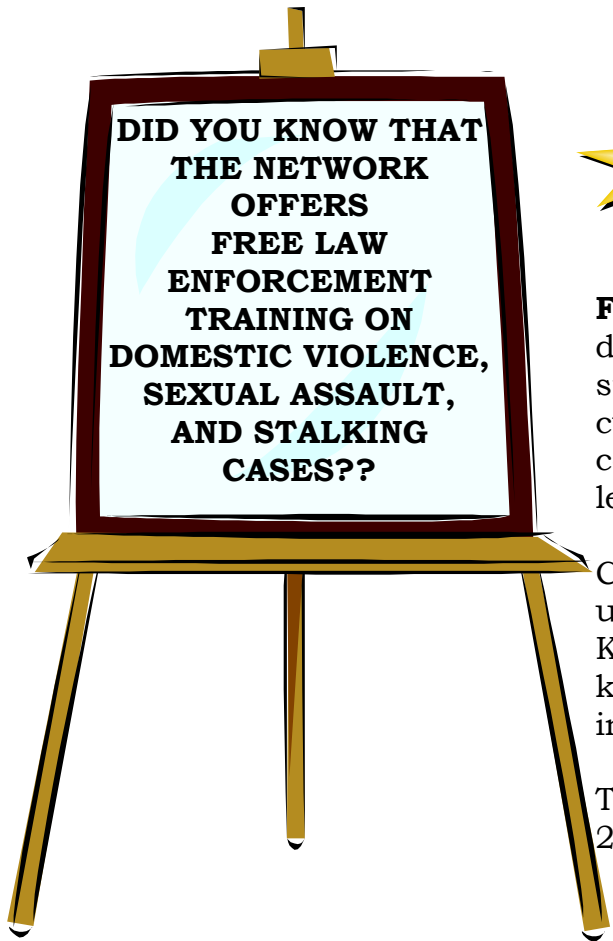 DID YOU KNOW THAT
THE NETWORK
OFFERS
FREE LAW
ENFORCEMENT
TRAINING ON
DOMESTIC VIOLENCE,
SEXUAL ASSAULT,
AND STALKING
CASES??